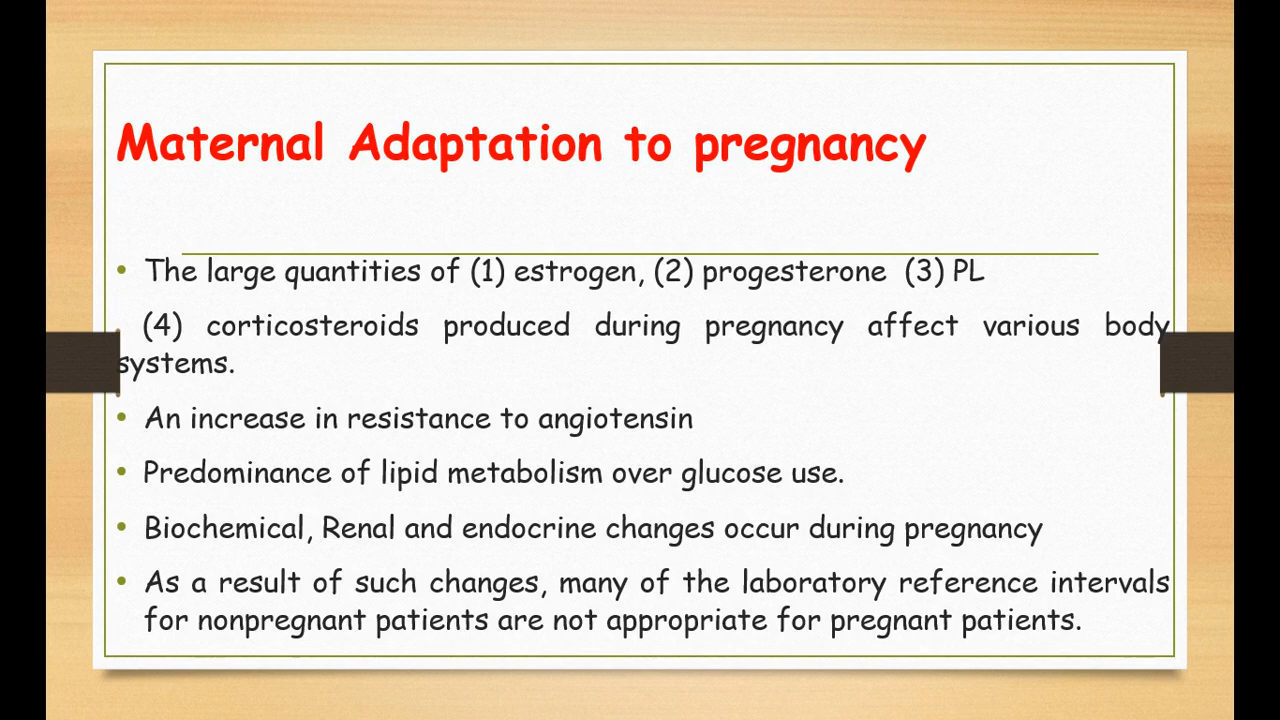 Maternal Adaptation to pregnancy
• The large quantities of (1) estrogen, (2) progesterone (3) PL
(4) corticosteroids produced during pregnancy affect various body
systems.
• An increase in resistance to angiotensin
• Predominance of lipid metabolism over glucose use.
• Biochemical, Renal and endocrine changes occur during pregnancy
• As a result of such changes, many of the laboratory reference intervals
for nonpregnant patients are not appropriate for pregnant patients.